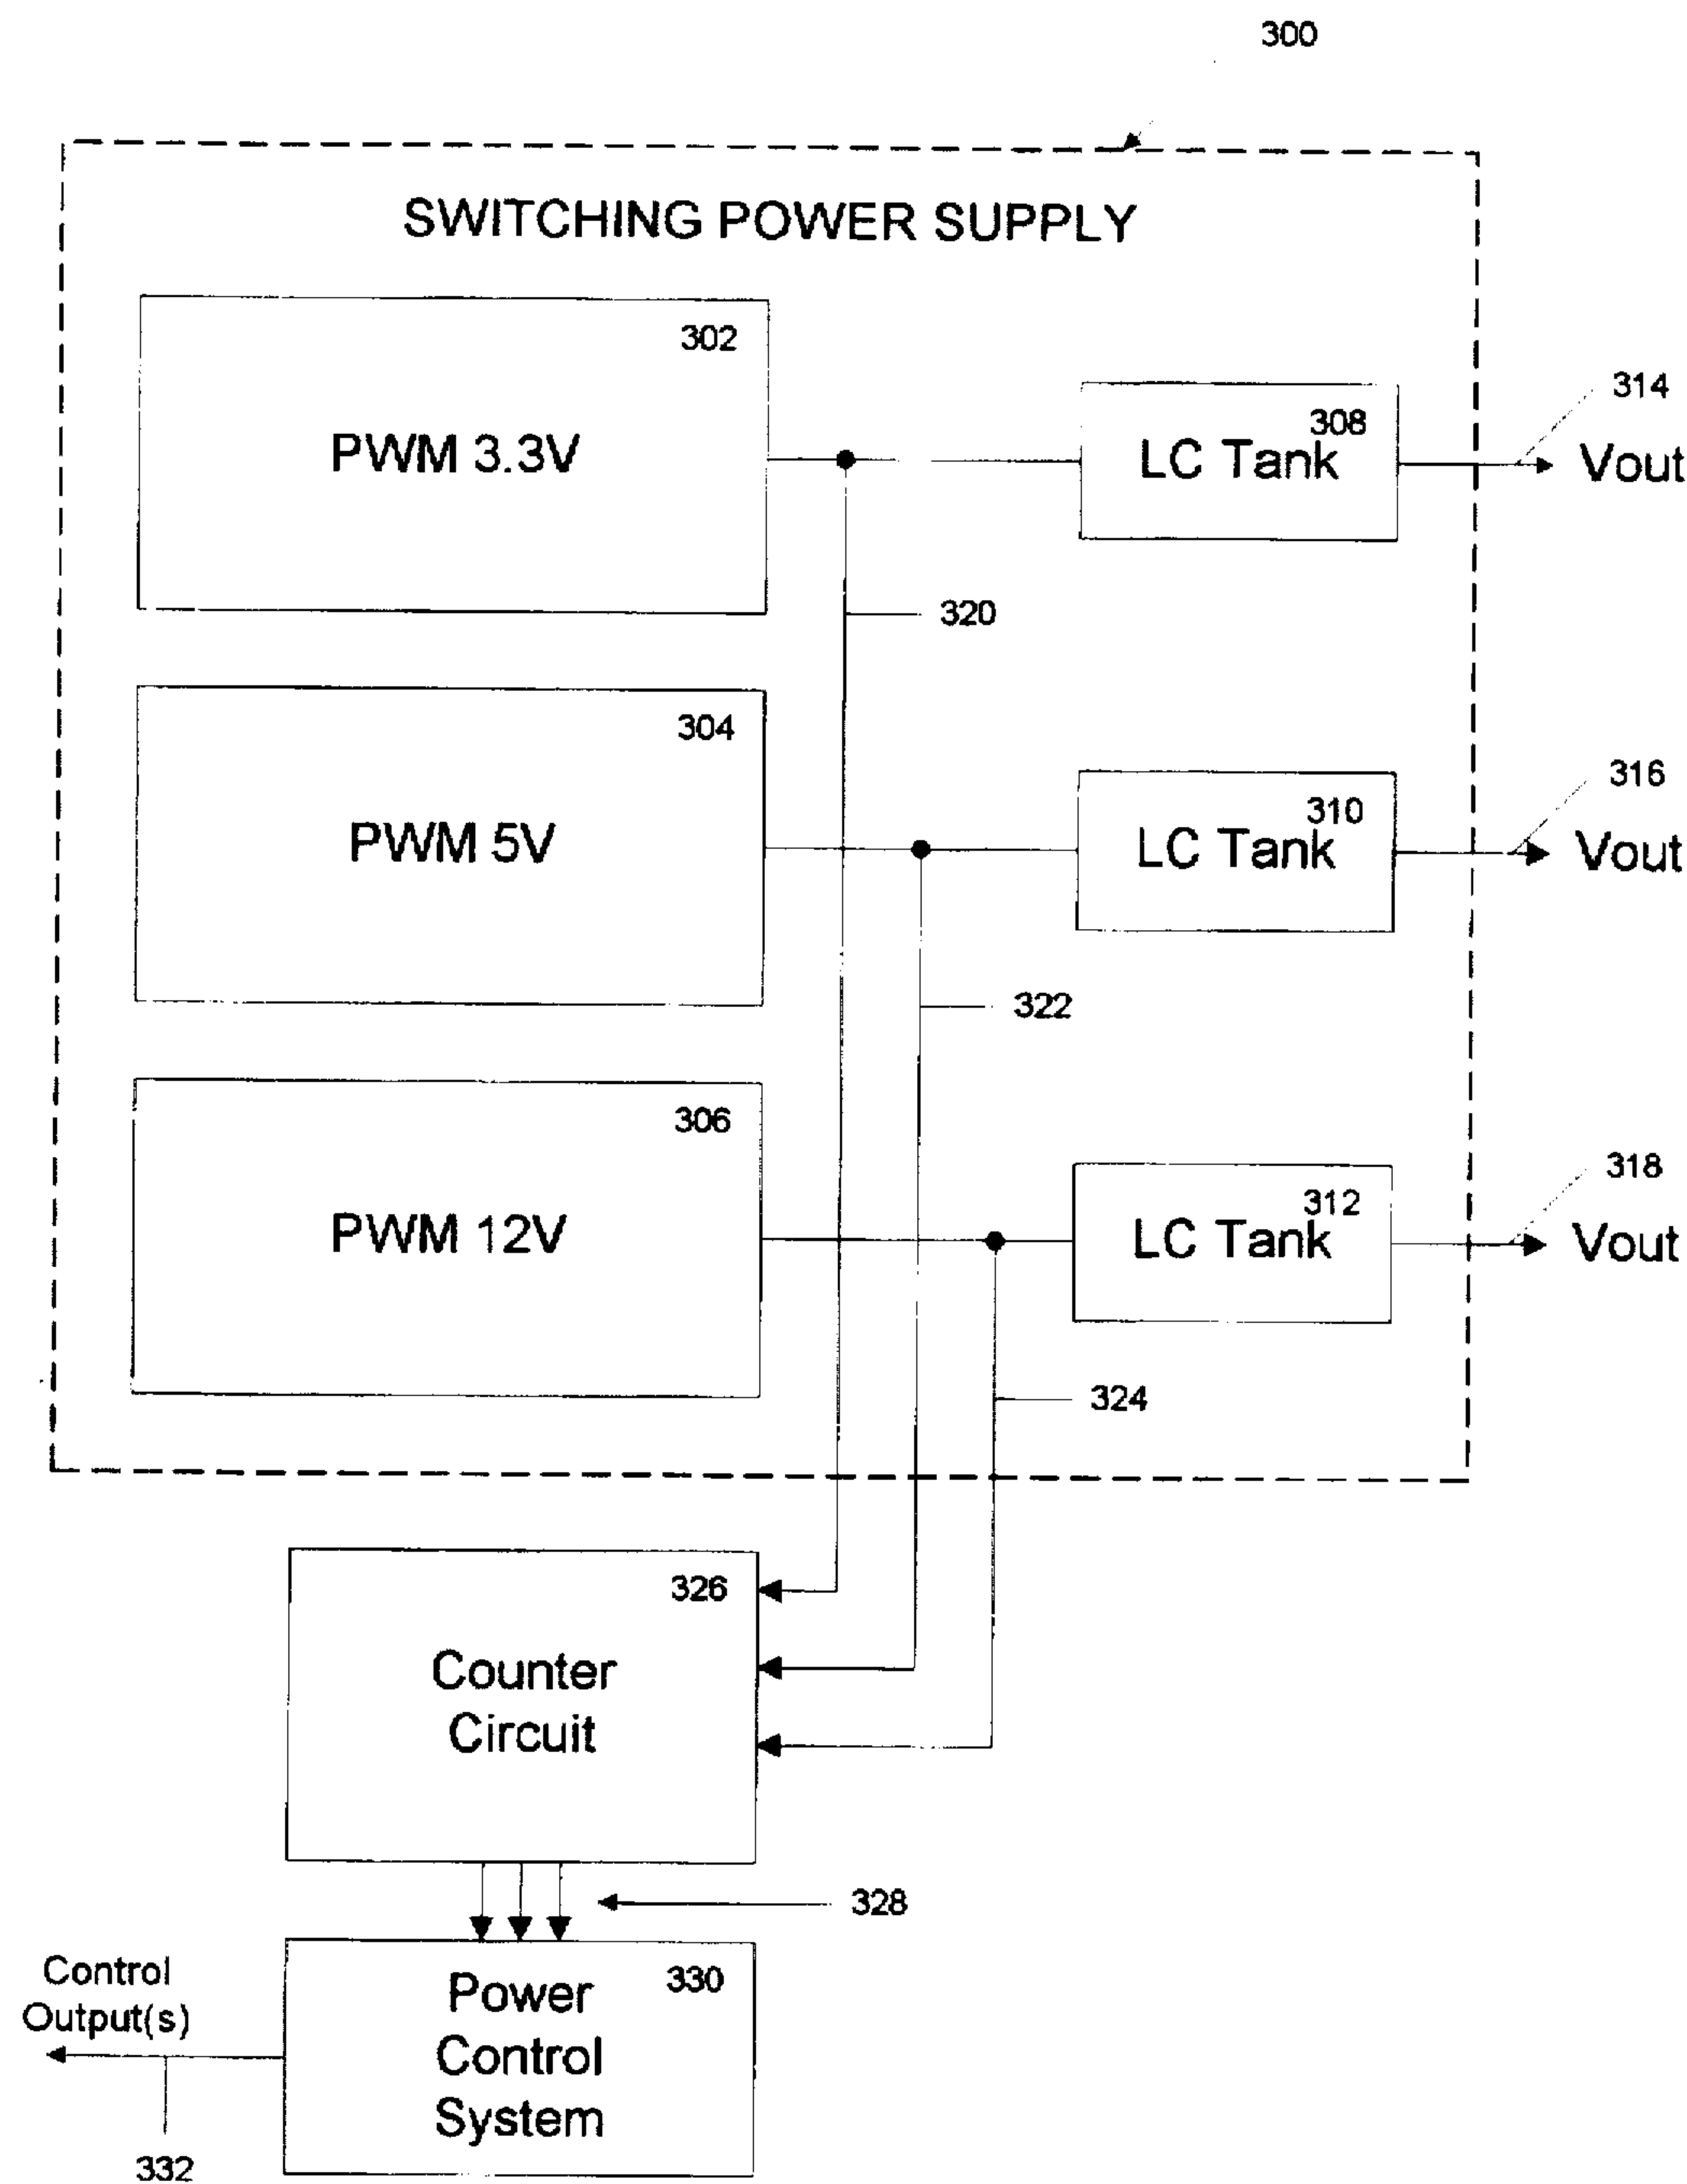 300
SWITCHING POWER SUPPLY
302
PWM 3.3V
308
LC Tank
314
Vout
320
304
PWM 5V
310
LC Tank
316
Vout
322
306
PWM 12V
312
LC Tank
318
Vout
324
326
Counter
Circuit
328
330
Power
Control
System
Control
Output(s)
332